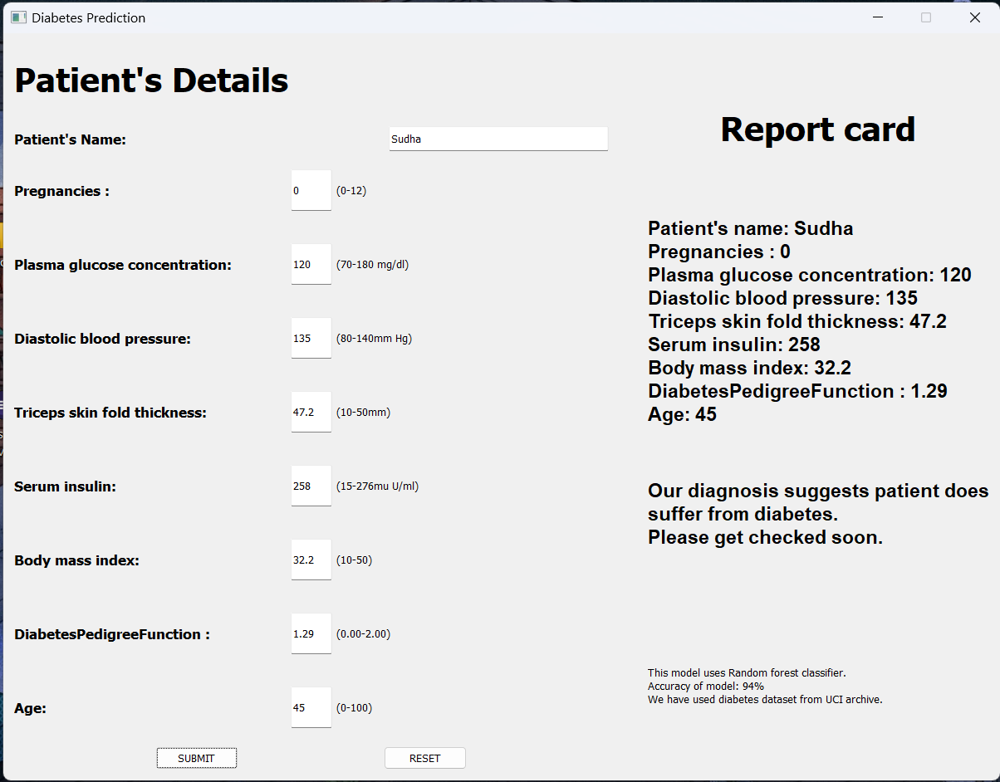 Diabetes Prediction
Patient's Details
Patient's Name:
Sudha
Pregnancies :
0
(0-12)
Plasma glucose concentration:
120
(70-180 mg/dl)
Diastolic blood pressure:
135
(80-140mm Hg)
Triceps skin fold thickness:
47.2
(10-50mm)
Serum insulin:
258
(15-276mu U/ml)
Body mass index:
32.2
(10-50)
DiabetesPedigreeFunction :
1.29
(0.00-2.00)
Age:
45
(0-100)
SUBMIT
RESET
Report card
Patient's name: Sudha
Pregnancies : 0
Plasma glucose concentration: 120
Diastolic blood pressure: 135
Triceps skin fold thickness: 47.2
Serum insulin: 258
Body mass index: 32.2
DiabetesPedigreeFunction : 1.29
Age: 45
Our diagnosis suggests patient does
suffer from diabetes.
Please get checked soon.
This model uses Random forest classifier.
Accuracy of model: 94%
We have used diabetes dataset from UCI archive.